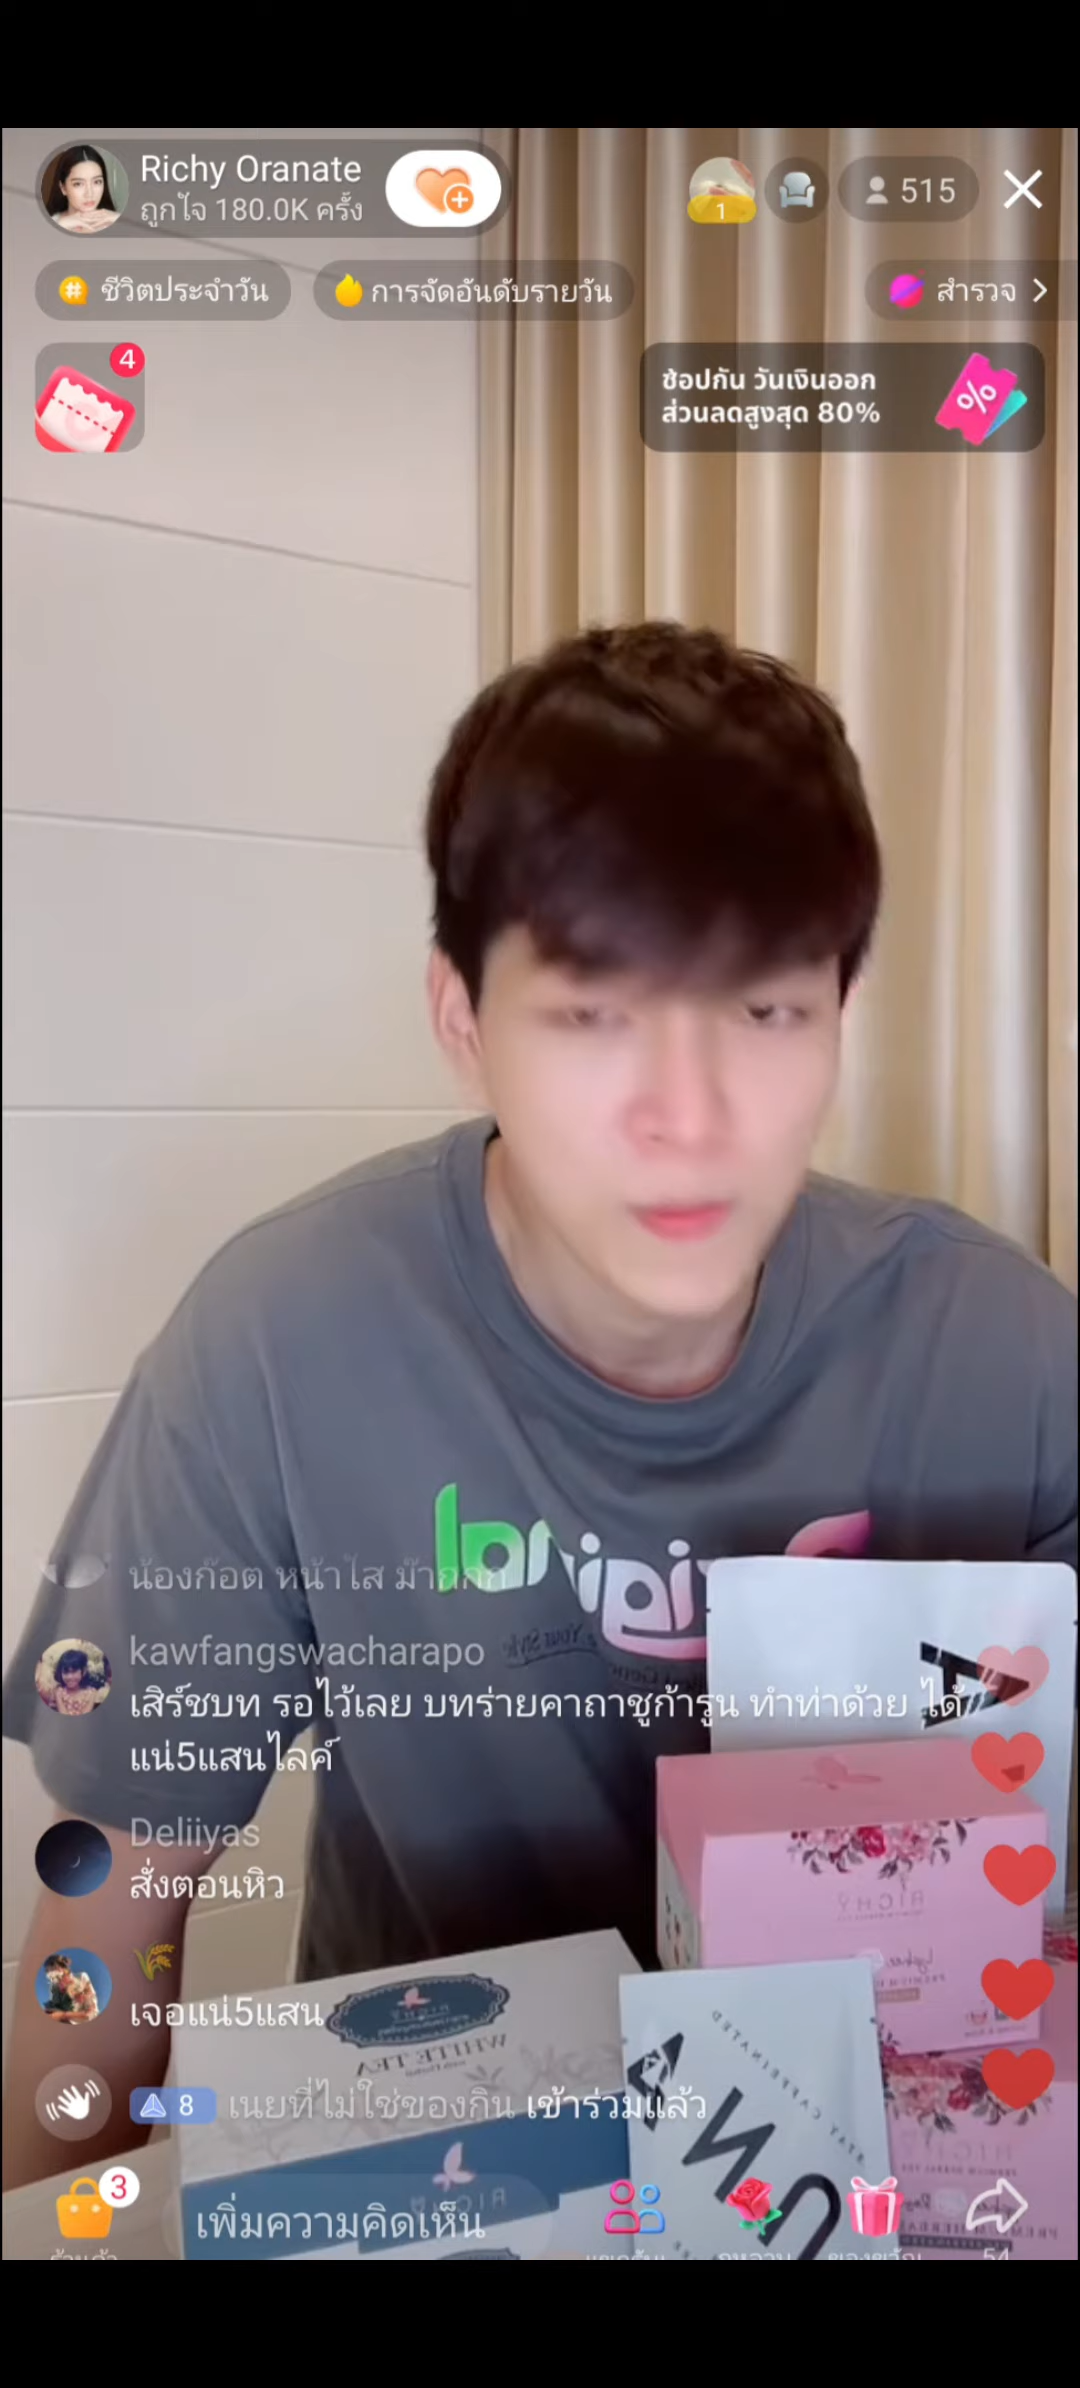 Richy Oranate
ถูกใจ 180.0K ครั้ง
1
515
ชีวิตประจำวัน
การจัดอันดับรายวัน
สำรวจ
4
ช้อปกัน วันเงินออก
ส่วนลดสูงสุด 80%
%
น้องก๊อต หน้าใส ม๊ากกก
kawfangswacharapo
เสิร์ชบท รอไว้เลย บทร่ายคาถาชูก้ารูน ทำท่าด้วย ได้
แน่5แสนไลค์
Deliiyas
สั่งตอนหิว
RICHY
เจอแน่5แสน
RICHY
WHITE TEA
STAY CAFFEINATED
8 เนยที่ไม่ใช่ของกิน เข้าร่วมแล้ว
RICHY
3
เพิ่มความคิดเห็น
54